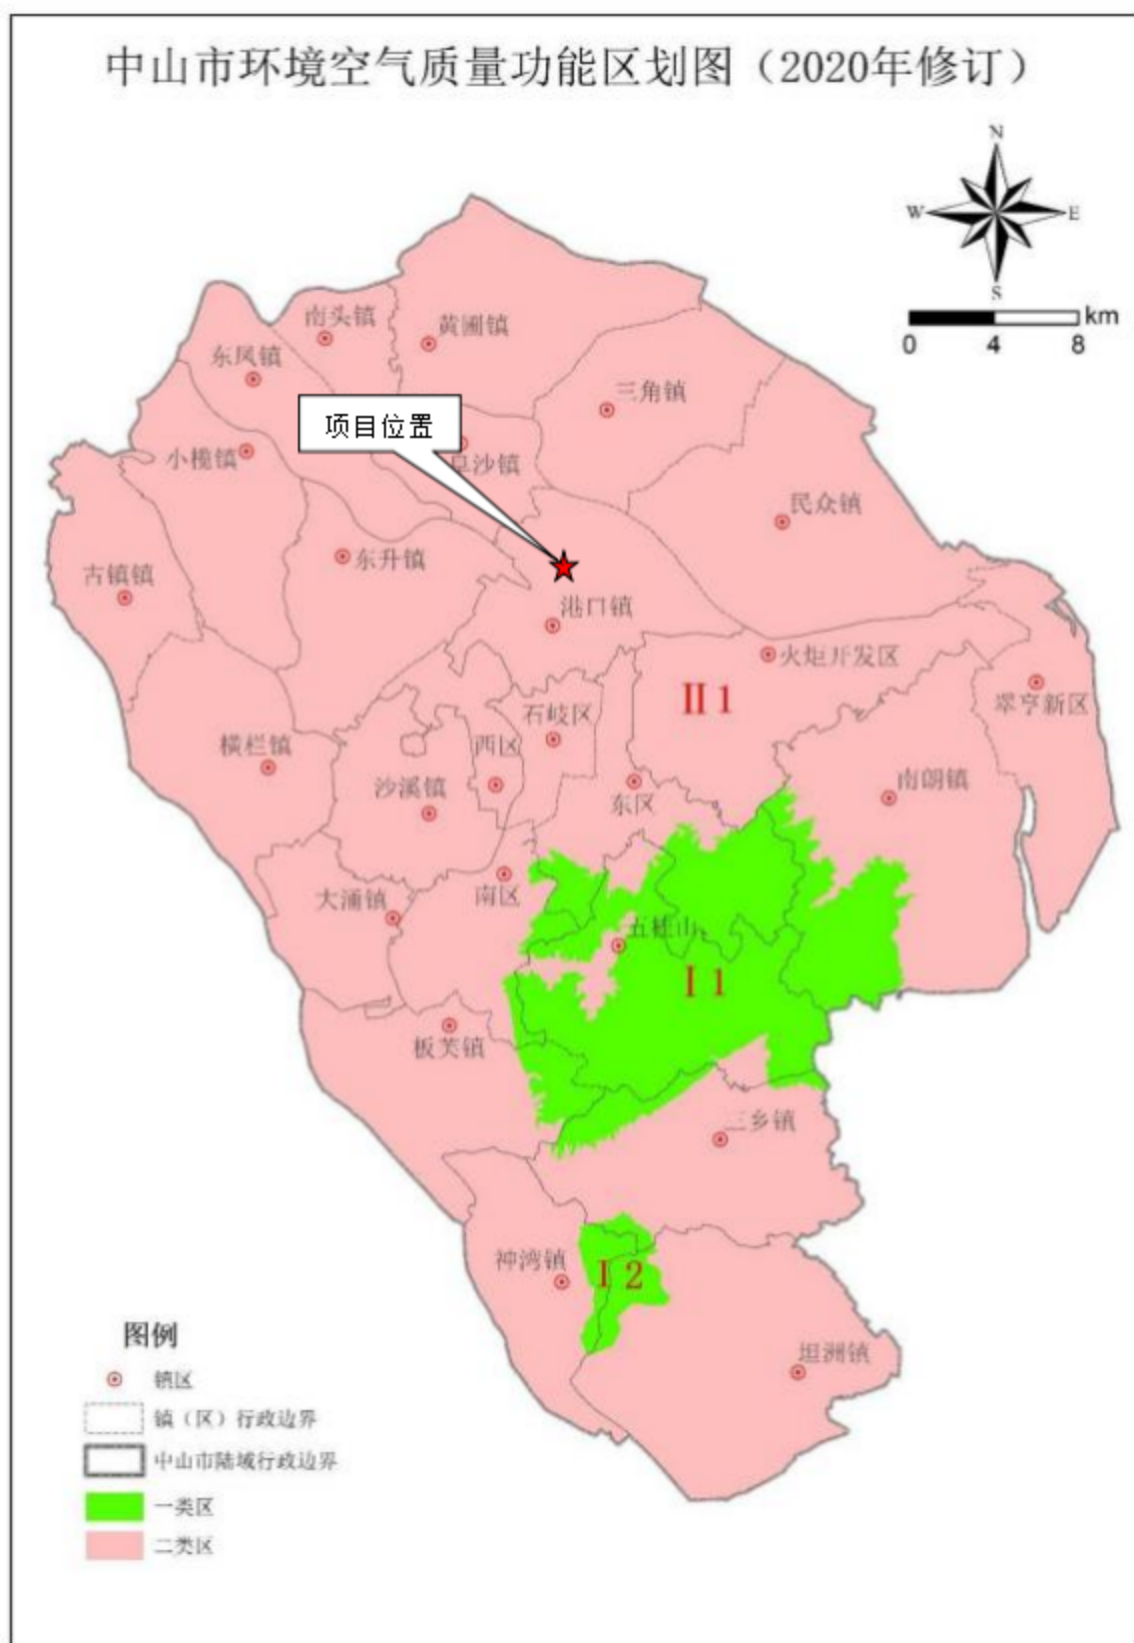 中山市环境空气质量功能区划图（2020年修订）
N
W
E
S
km
0 4 8
南头镇
黄圃镇
东凤镇
三角镇
项目位置
小榄镇
阜沙镇
民众镇
东升镇
古镇镇
港口镇
火炬开发区
II 1
翠亨新区
石岐区
横栏镇
西区
沙溪镇
东区
南朗镇
南区
大涌镇
五桂山
I 1
板芙镇
三乡镇
神湾镇
I 2
坦洲镇
图例
镇区
镇（区）行政边界
中山市陆域行政边界
一类区
二类区